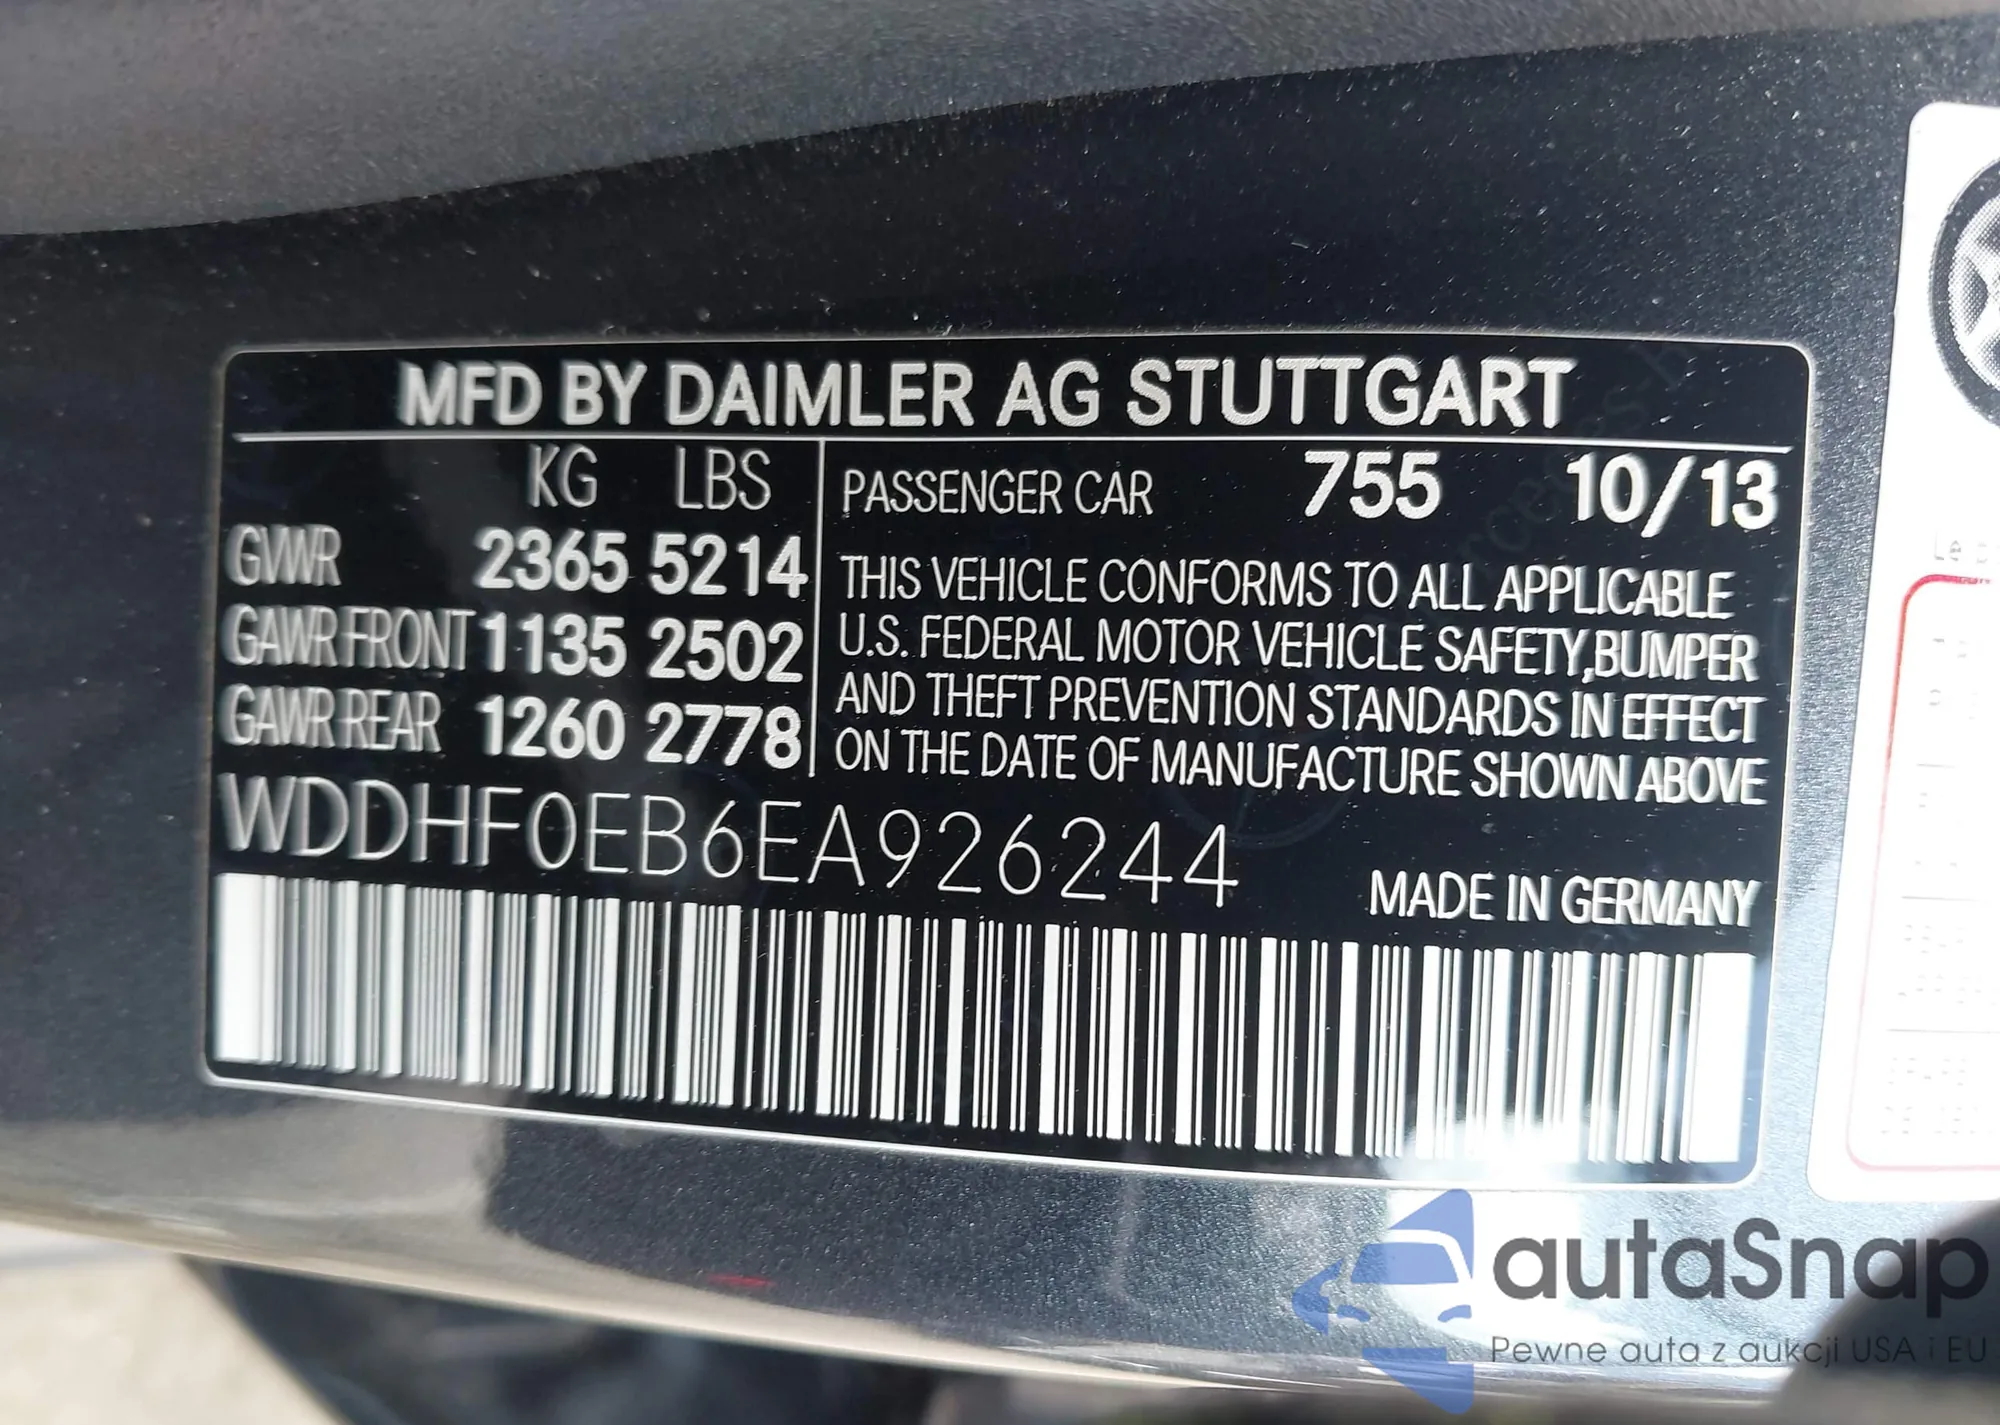 MFD BY DAIMLER AG STUTTGART
KG LBS
GVWR 2365 5214
GAWR FRONT 1135 2502
GAWR REAR 1260 2778
PASSENGER CAR 755 10/13
THIS VEHICLE CONFORMS TO ALL APPLICABLE
U.S. FEDERAL MOTOR VEHICLE SAFETY,BUMPER
AND THEFT PREVENTION STANDARDS IN EFFECT
ON THE DATE OF MANUFACTURE SHOWN ABOVE
WDDHF0EB6EA926244
MADE IN GERMANY
autaSnap
Pewne auta z aukcji USA i EU